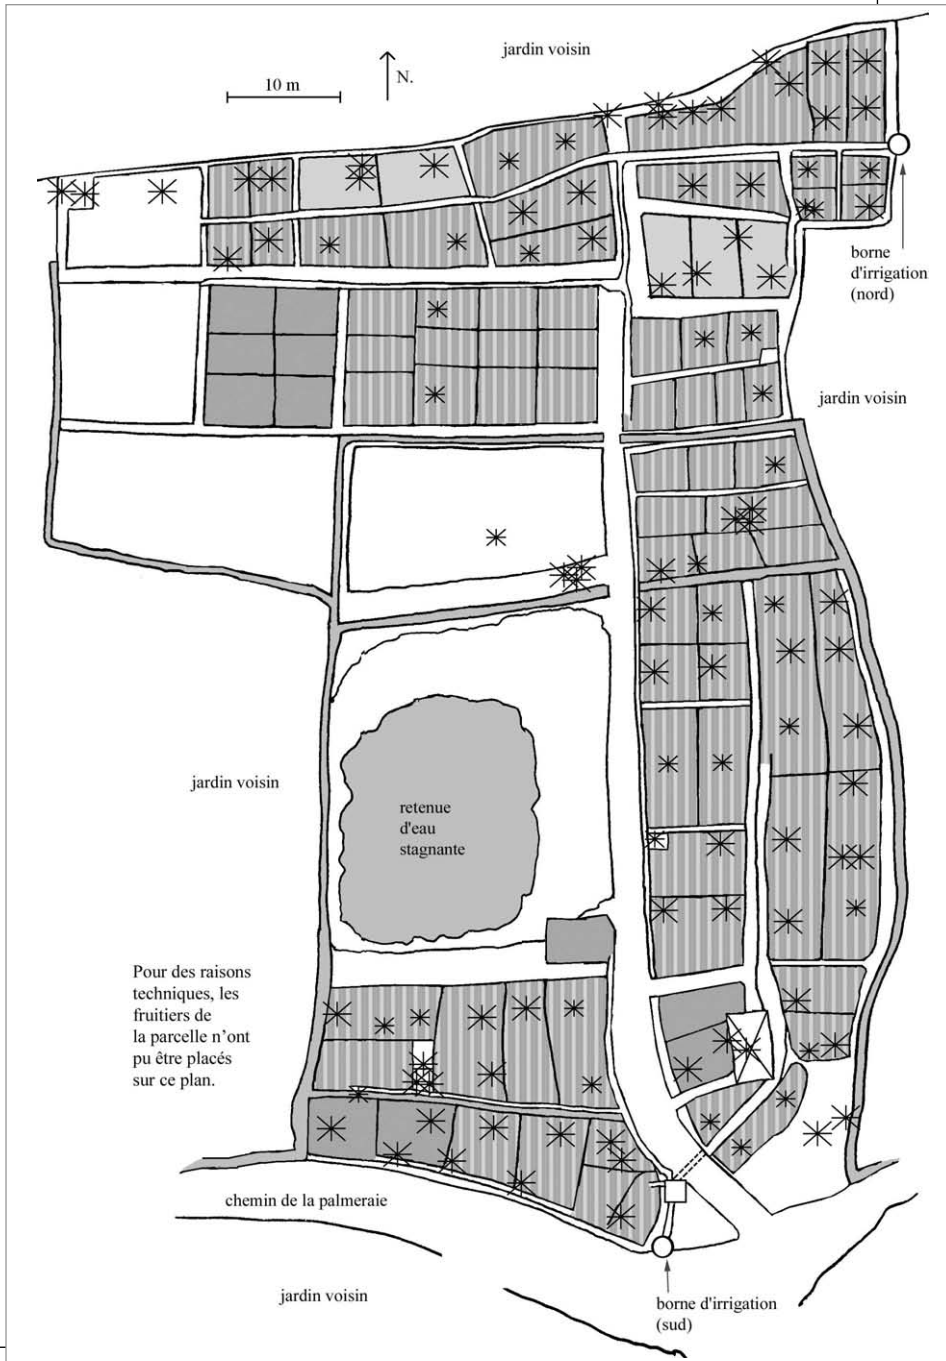 jardin voisin
10 m
N.
borne
d'irrigation
(nord)
jardin voisin
jardin voisin
retenue
d'eau
stagnante
Pour des raisons
techniques, les
fruitiers de
la parcelle n'ont
pu être placés
sur ce plan.
chemin de la palmeraie
jardin voisin
borne d'irrigation
(sud)